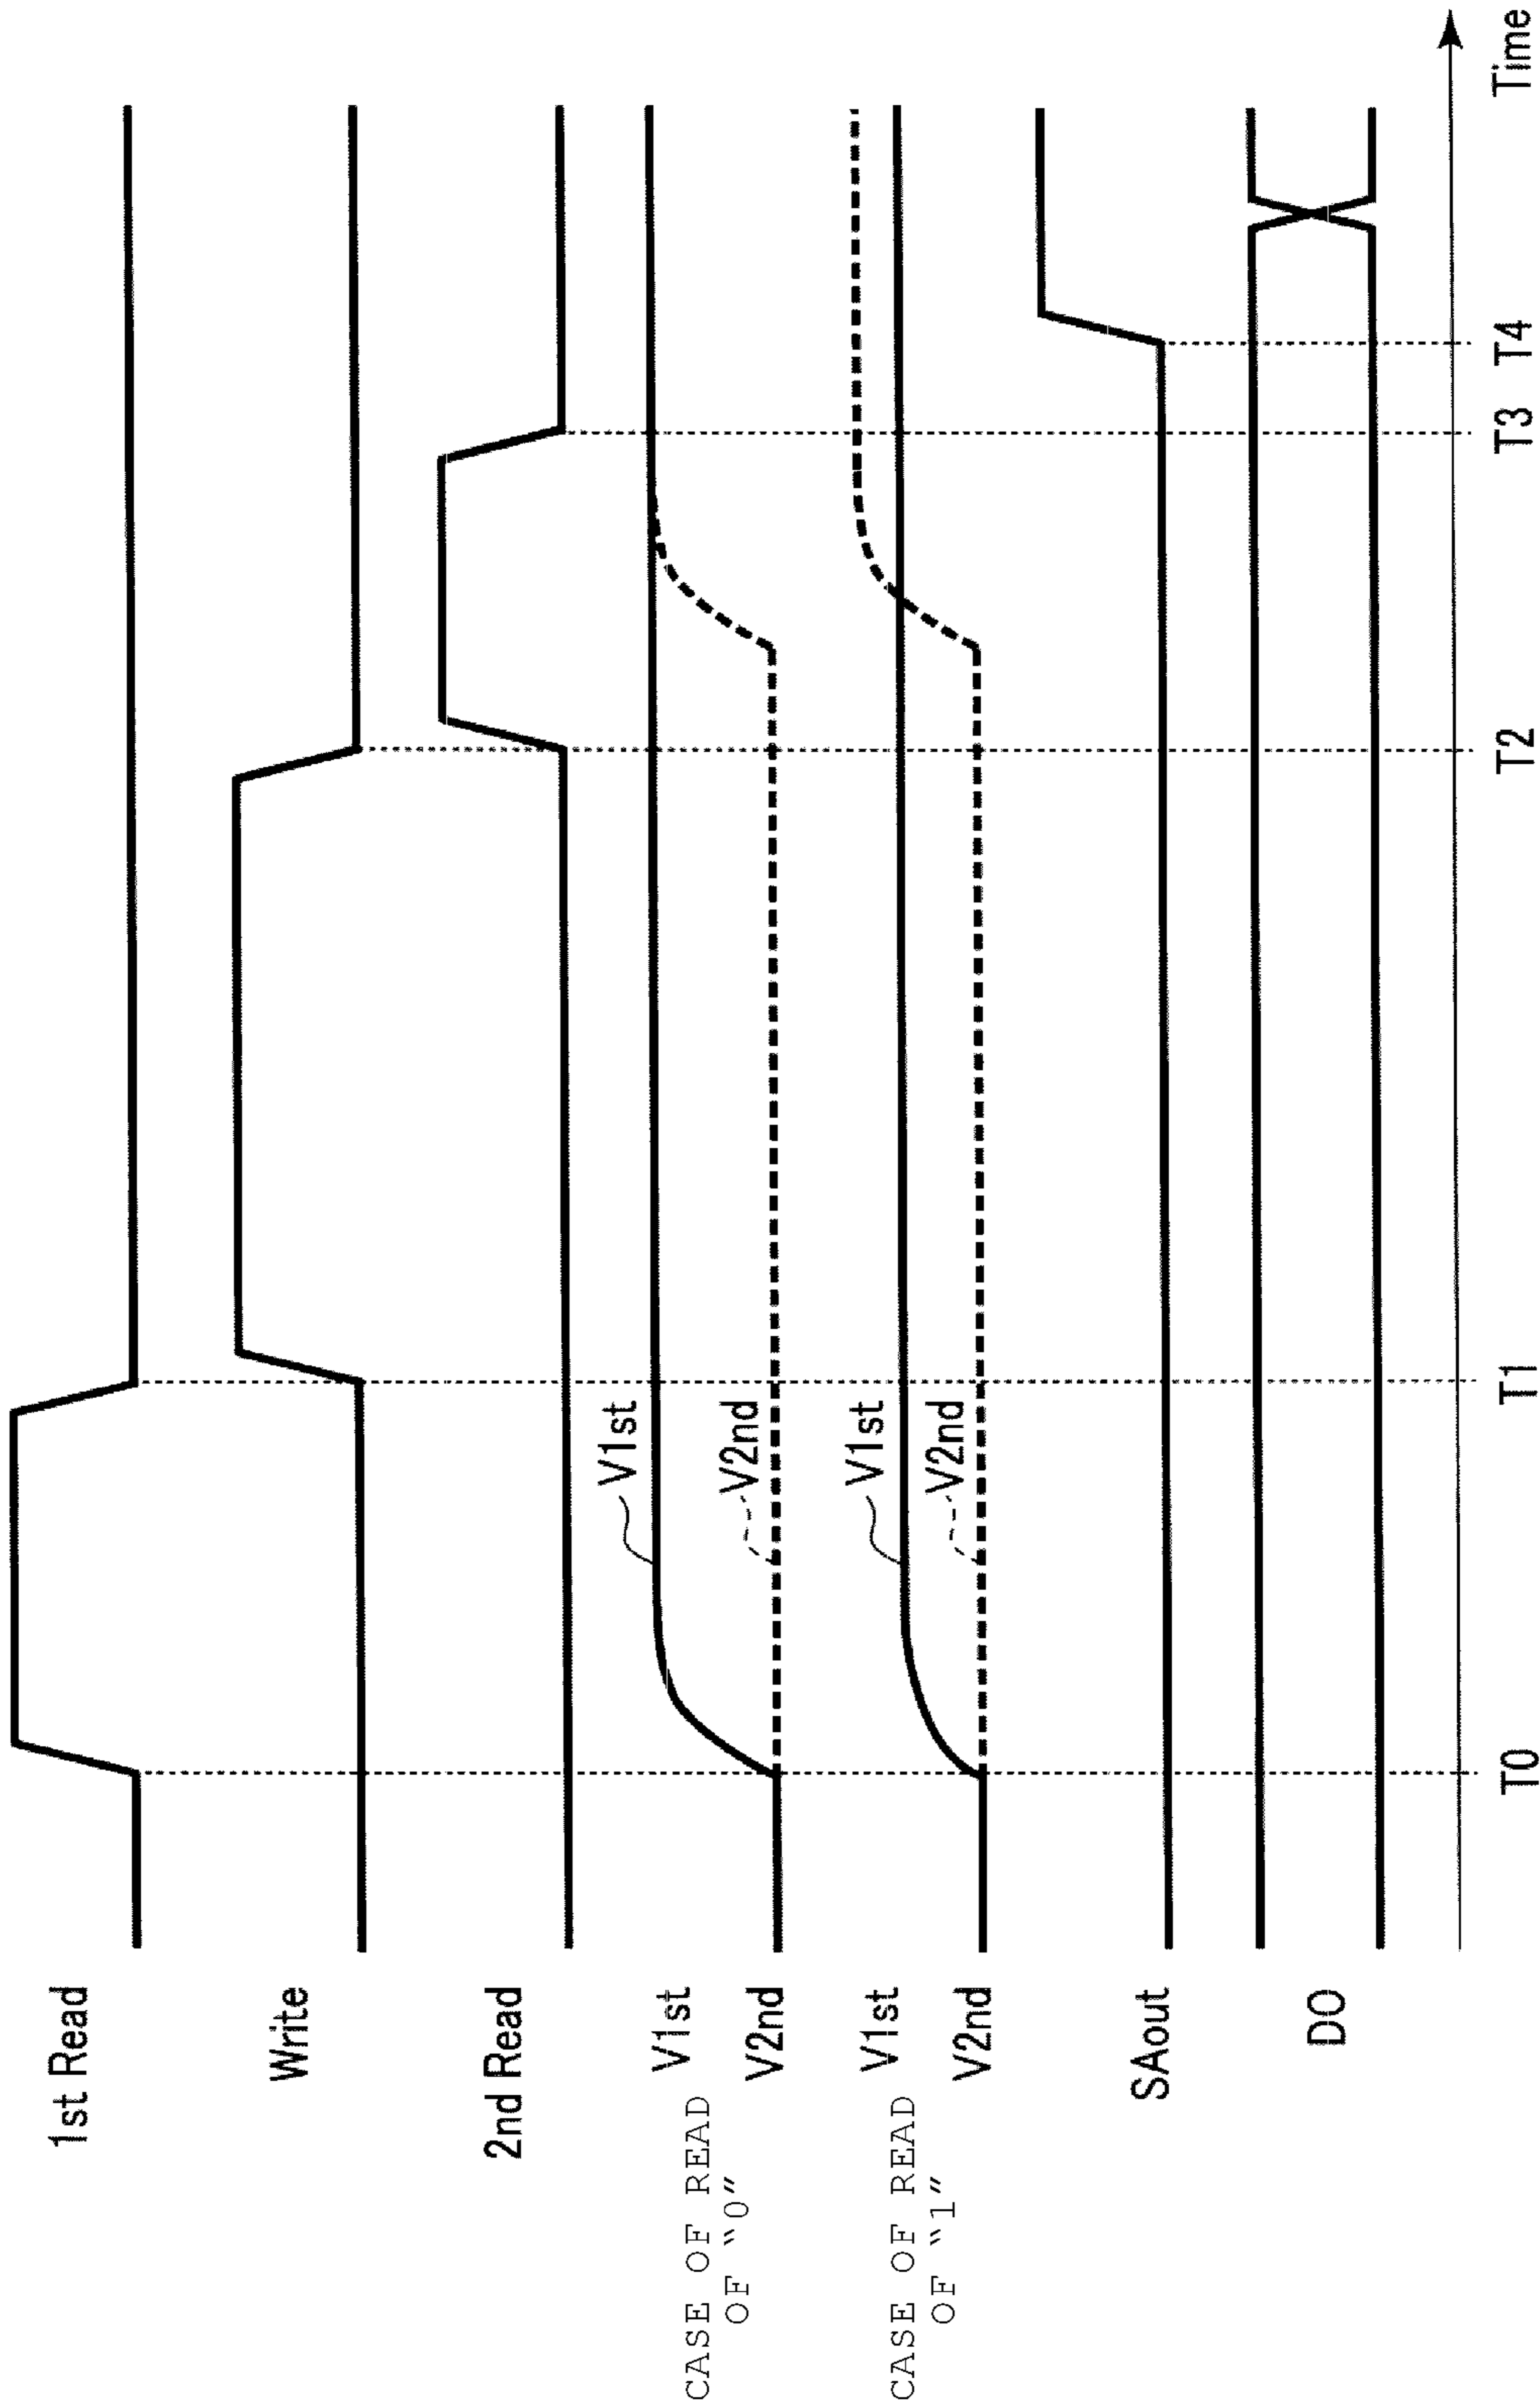 1st Read
Write
2nd Read
V1st
CASE OF READ
V2nd
OF “0”
V1st
V2nd
V1st
CASE OF READ
V2nd
OF “1”
V1st
V2nd
SAout
DO
T0
T1
T2
T3
T4
Time